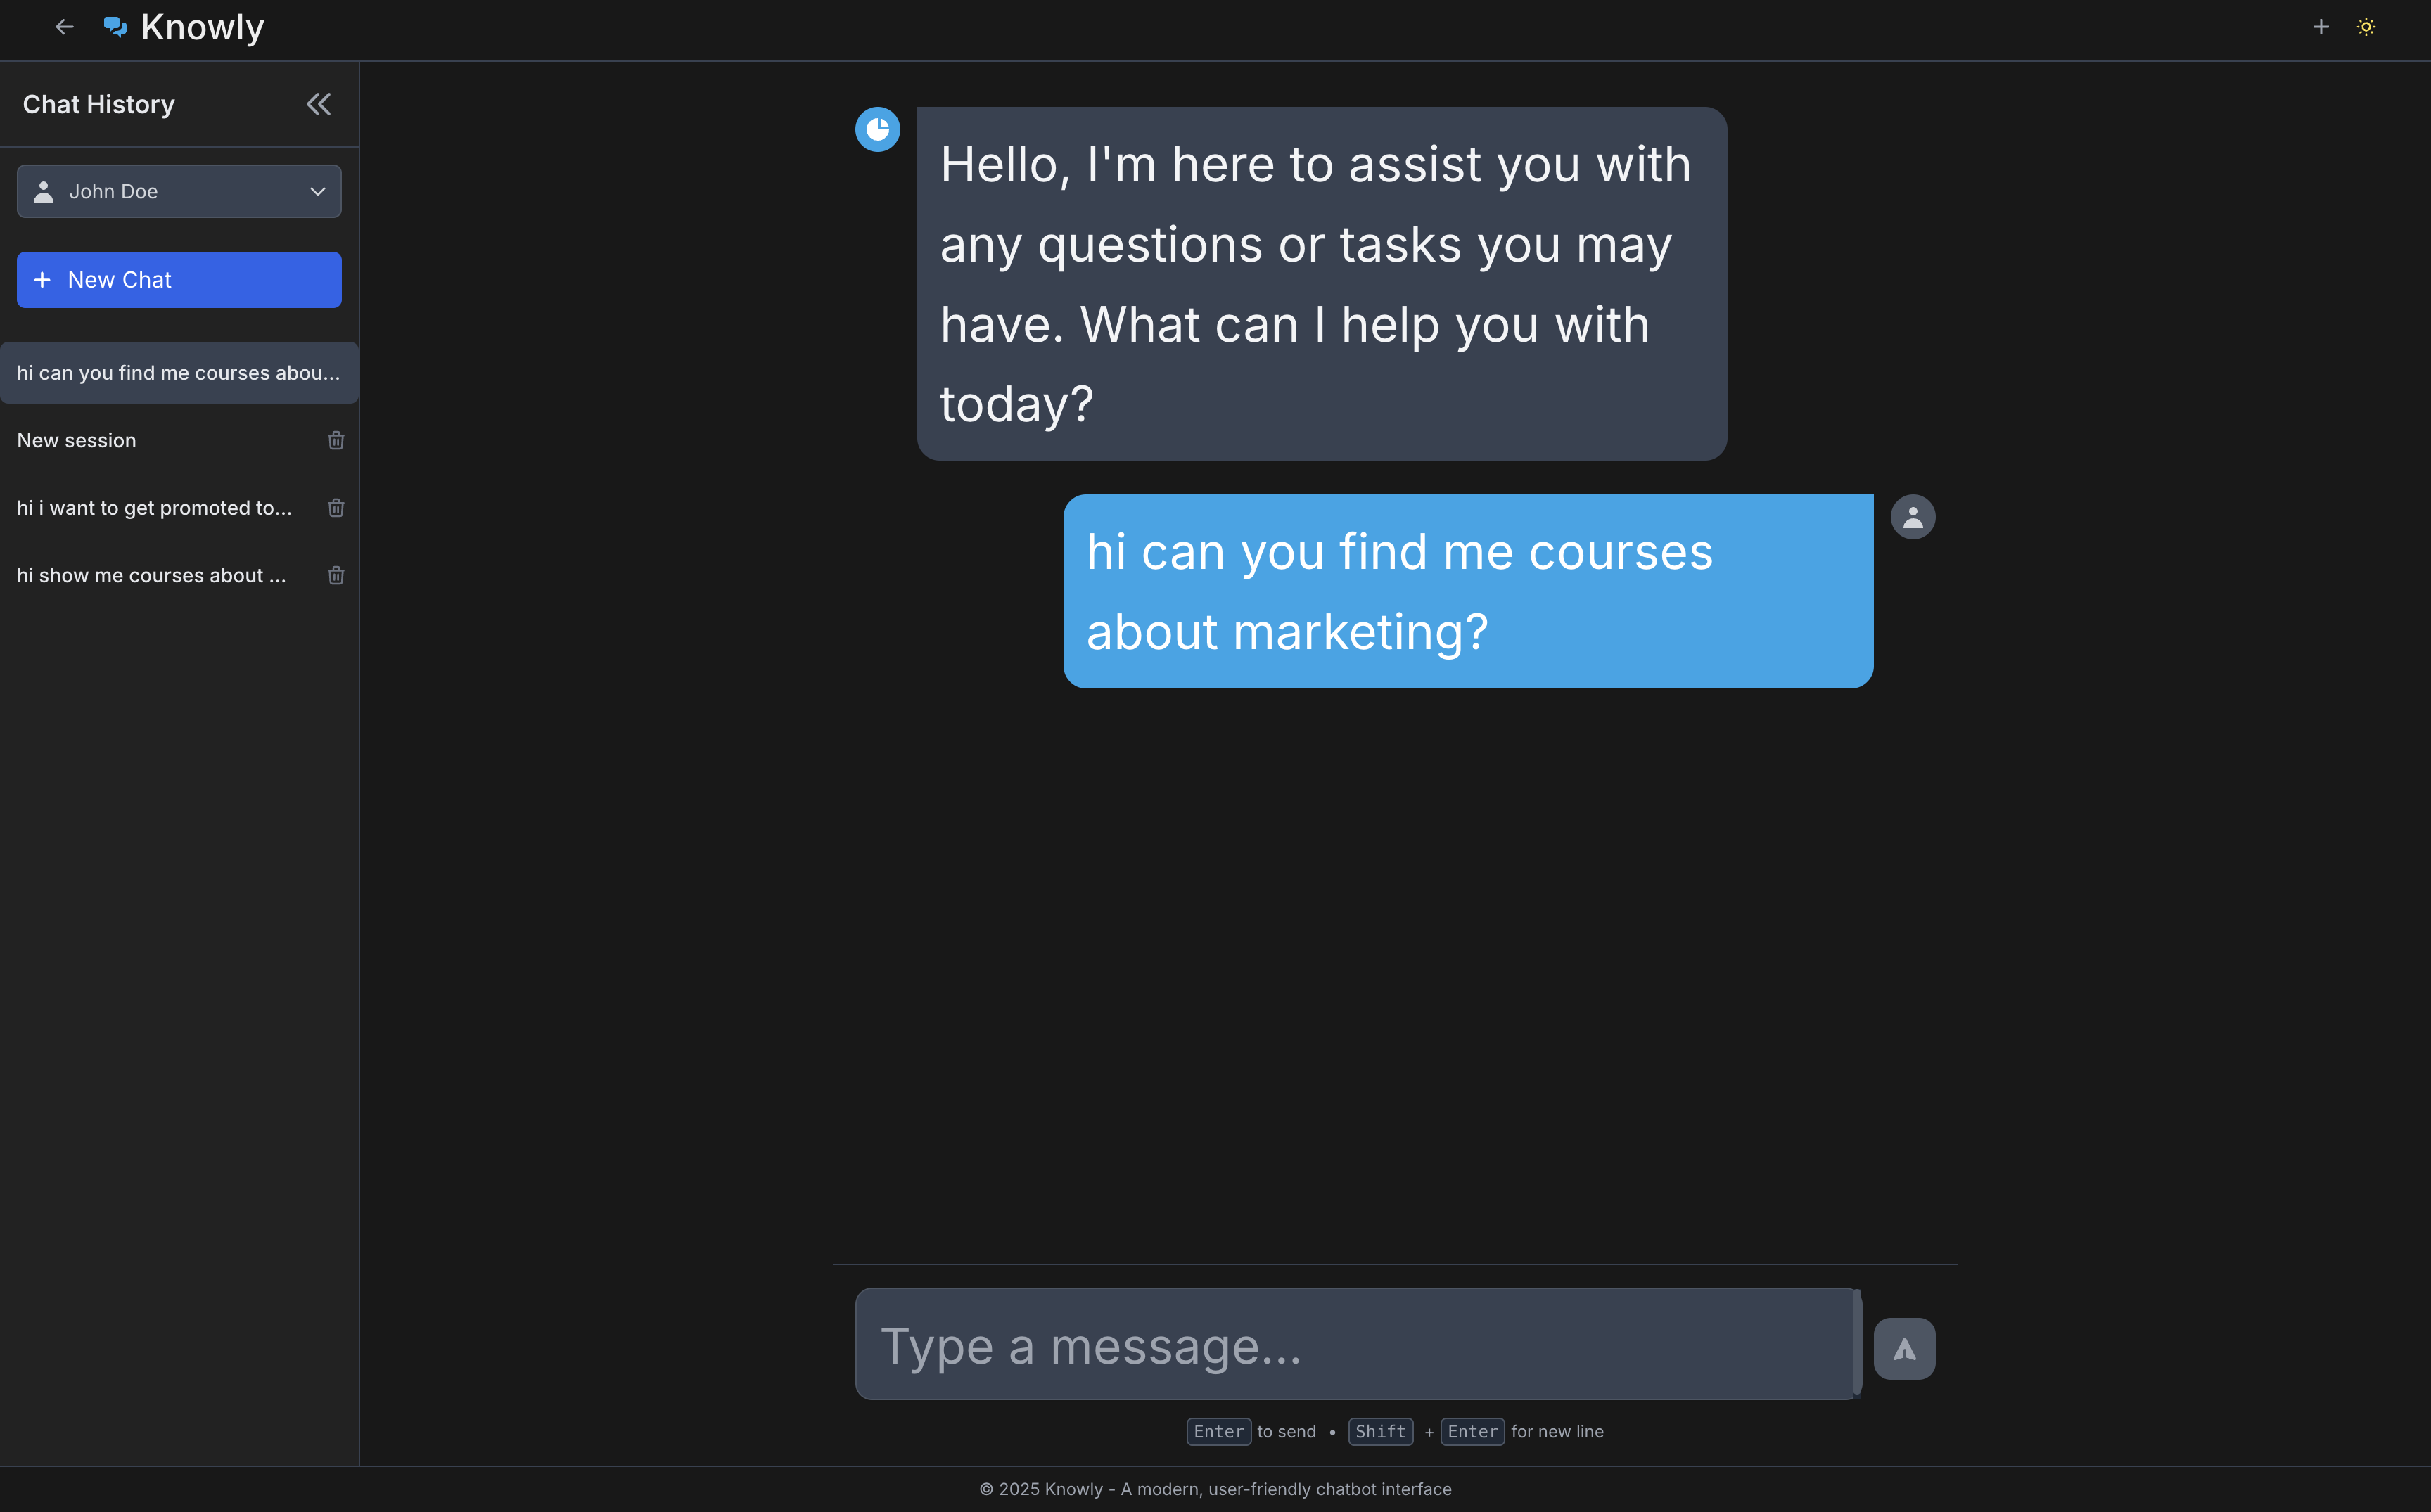 Knowly
Chat History
John Doe
New Chat
hi can you find me courses abou...
New session
hi i want to get promoted to...
hi show me courses about ...
Hello, I'm here to assist you with
any questions or tasks you may
have. What can I help you with
today?
hi can you find me courses
about marketing?
Type a message...
Enter to send • Shift + Enter for new line
© 2025 Knowly - A modern, user-friendly chatbot interface